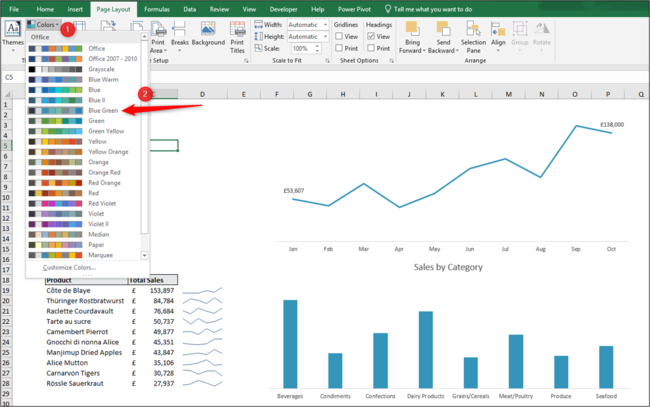 File Home Insert Page Layout Formulas Data Review View Developer Help Power Pivot Tell me what you want to do
Themes
Colors
1
Print
Area
Breaks
Background
Print
Titles
Width: Automatic
Height: Automatic
Scale: 100%
Gridlines Headings
View View
Print Print
Bring
Forward
Send
Backward
Selection
Pane
Align
Group
Rotate
Setup
Scale to Fit
Sheet Options
Arrange
C5
Office
Office
Office 2007 - 2010
Grayscale
Blue Warm
Blue
Blue II
Blue Green
2
Green
Green Yellow
Yellow
Yellow Orange
Orange
Orange Red
Red Orange
Red
Red Violet
Violet
Violet II
Median
Paper
Marquee
Customize Colors...
C D E F G H I J K L M N O P Q
1
2
3
4
5
6
7
8
9
10
11
12
13
14
15
16
17
18
19
20
21
22
23
24
25
26
27
28
29
30
£53,607
£138,000
Jan Feb Mar Apr May Jun Jul Aug Sep Oct
Product Total Sales
Côte de Blaye £ 153,897
Thüringer Rostbratwurst £ 84,784
Raclette Courdavault £ 76,684
Tarte au sucre £ 50,737
Camembert Pierrot £ 49,877
Gnocchi di nonna Alice £ 45,351
Manjimup Dried Apples £ 43,847
Alice Mutton £ 35,106
Carnarvon Tigers £ 30,728
Rössle Sauerkraut £ 27,937
Sales by Category
Beverages Condiments Confections Dairy Products Grains/Cereals Meat/Poultry Produce Seafood